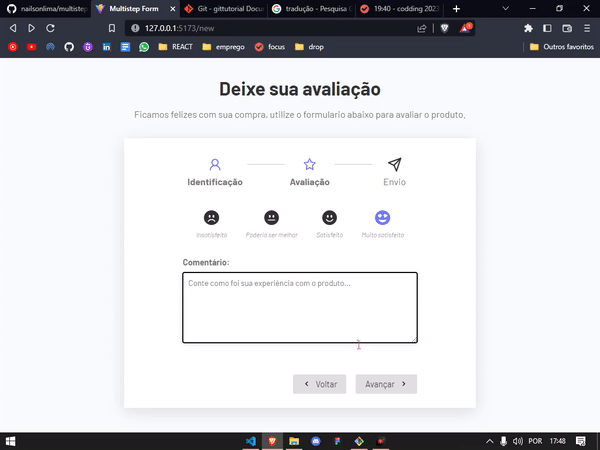 nailsonlima/multistep
Multistep Form
Git - gittutorial Docu
tradução - Pesquisa G
19:40 - codding 2023
127.0.0.1:5173/new
REACT
emprego
focus
drop
Outros favoritos
Deixe sua avaliação
Ficamos felizes com sua compra, utilize o formulario abaixo para avaliar o produto.
Identificação
Avaliação
Envio
Insatisfeito
Poderia ser melhor
Satisfeito
Muito satisfeito
Comentário:
Conte como foi sua experiência com o produto...
Voltar
Avançar
POR
17:48